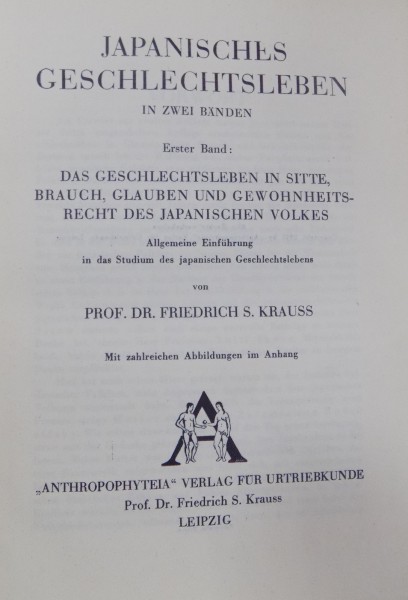 JAPANISCHES
GESCHLECHTSLEBEN
IN ZWEI BÄNDEN
Erster Band:
DAS GESCHLECHTSLEBEN IN SITTE,
BRAUCH, GLAUBEN UND GEWOHNHEITS-
RECHT DES JAPANISCHEN VOLKES
Allgemeine Einführung
in das Studium des japanischen Geschlechtslebens
von
PROF. DR. FRIEDRICH S. KRAUSS
Mit zahlreichen Abbildungen im Anhang
A
„ANTHROPOPHYTEIA“ VERLAG FÜR URTRIEBKUNDE
Prof. Dr. Friedrich S. Krauss
LEIPZIG